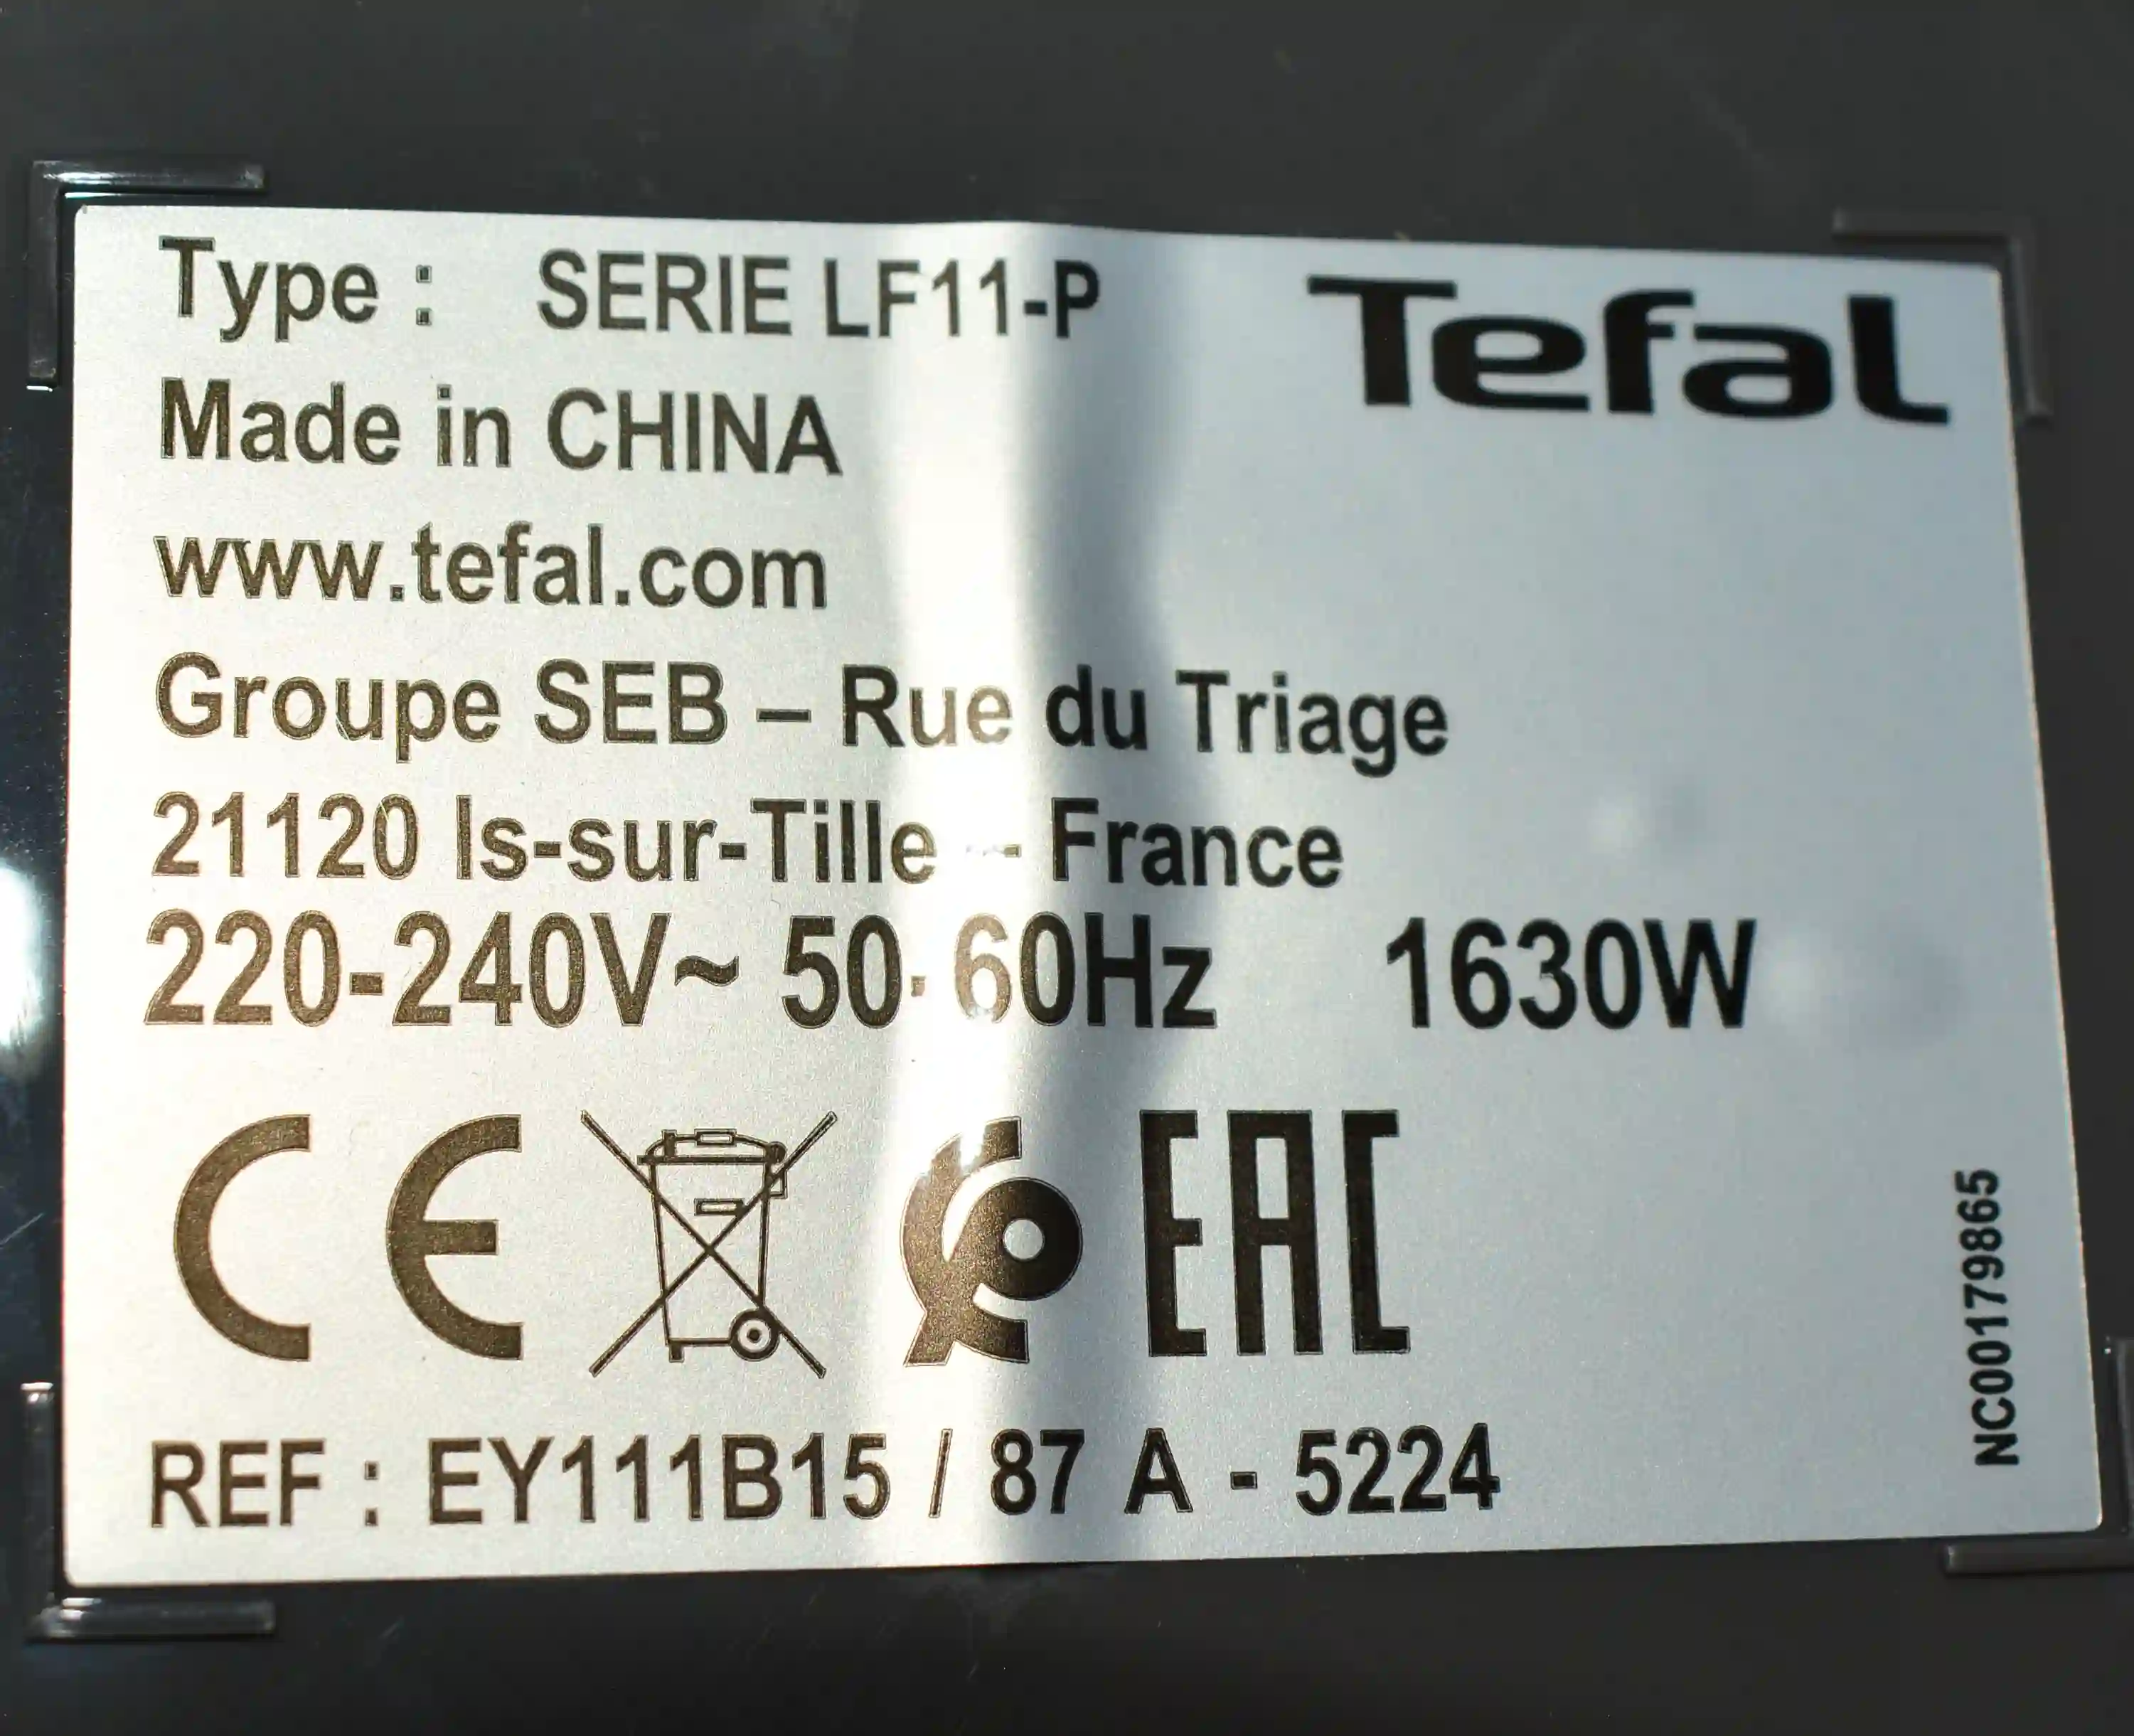 Type : SERIE LF11-P
Tefal
Made in CHINA
www.tefal.com
Groupe SEB – Rue du Triage
21120 Is-sur-Tille - France
220-240V~ 50-60Hz 1630W
CE
EAC
REF : EY111B15 / 87 A - 5224
NC00179865